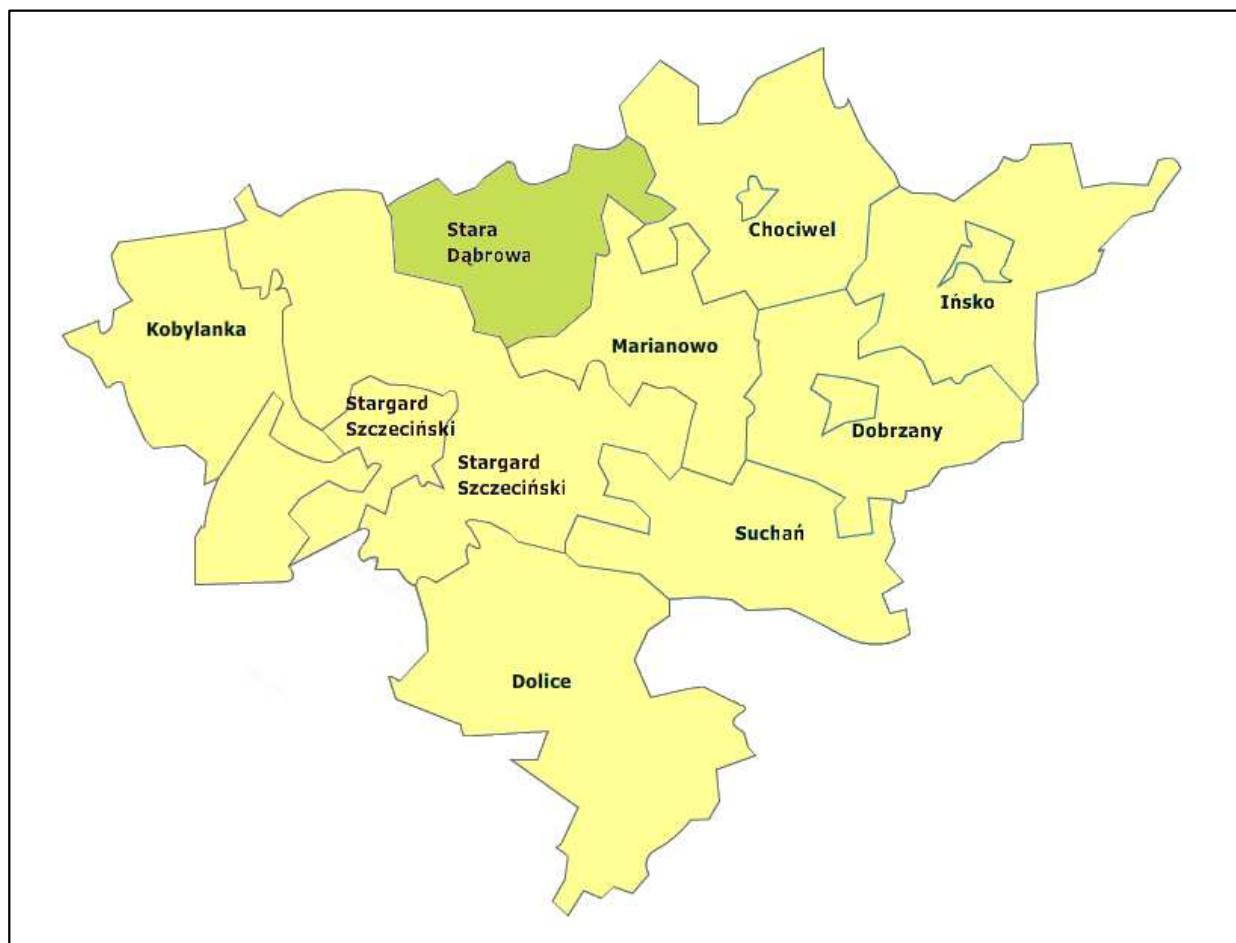 Stara
Dąbrowa
Chociwel
Ińsko
Kobylanka
Marianowo
Stargard
Szczeciński
Dobrzany
Stargard
Szczeciński
Suchań
Dolice